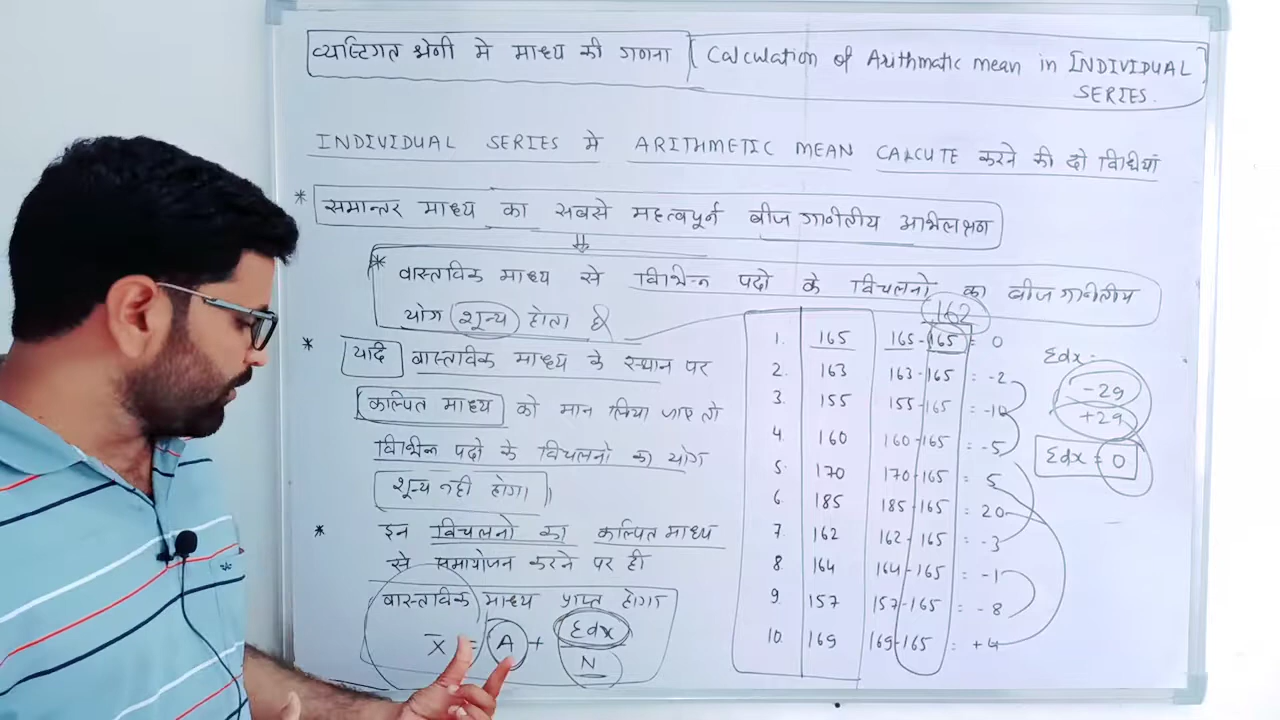 व्यष्टिगत श्रेणी मे माध्य की गणना
Calculation of Arithmatic mean in INDIVIDUAL
SERIES.
INDIVIDUAL SERIES मे ARITHMETIC MEAN CALCUTE करने की दो विधियां
* समान्तर माध्य का सबसे महत्वपूर्न बीज गानीतीय अभिलक्षण
* वास्तविक माध्य से विभिन्न पदो के विचलनो का बीज गानीतीय
योग शून्य होता है
* यदि वास्तविक माध्य के स्थान पर
कल्पित माध्य को मान लिया जाए तो
विभिन्न पदो के विचलनो का योग
शून्य नही होगा।
* इन विचलनो का कल्पित माध्य
से समायोजन करने पर ही
वास्तविक माध्य प्राप्त होगा
X̄ = A + Σdx
N
162
1. 165 165-165 = 0
2. 163 163-165 = -2
3. 155 155-165 = -10
4. 160 160-165 = -5
5. 170 170-165 = 5
6. 185 185-165 = 20
7. 162 162-165 = -3
8 164 164-165 = -1
9. 157 157-165 = -8
10. 169 169-165 = +4
Σdx =
-29
+29
Σdx = 0